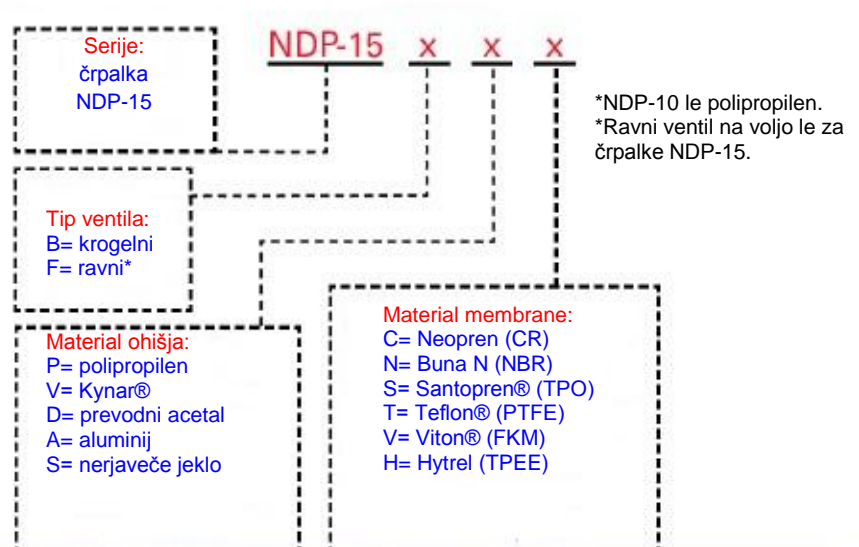 NDP-15 x x x
Serije:
črpalka
NDP-15
*NDP-10 le polipropilen.
*Ravni ventil na voljo le za
črpalke NDP-15.
Tip ventila:
B= krogelni
F= ravni*
Material ohišja:
P= polipropilen
V= Kynar®
D= prevodni acetal
A= aluminij
S= nerjaveče jeklo
Material membrane:
C= Neopren (CR)
N= Buna N (NBR)
S= Santopren® (TPO)
T= Teflon® (PTFE)
V= Viton® (FKM)
H= Hytrel (TPEE)